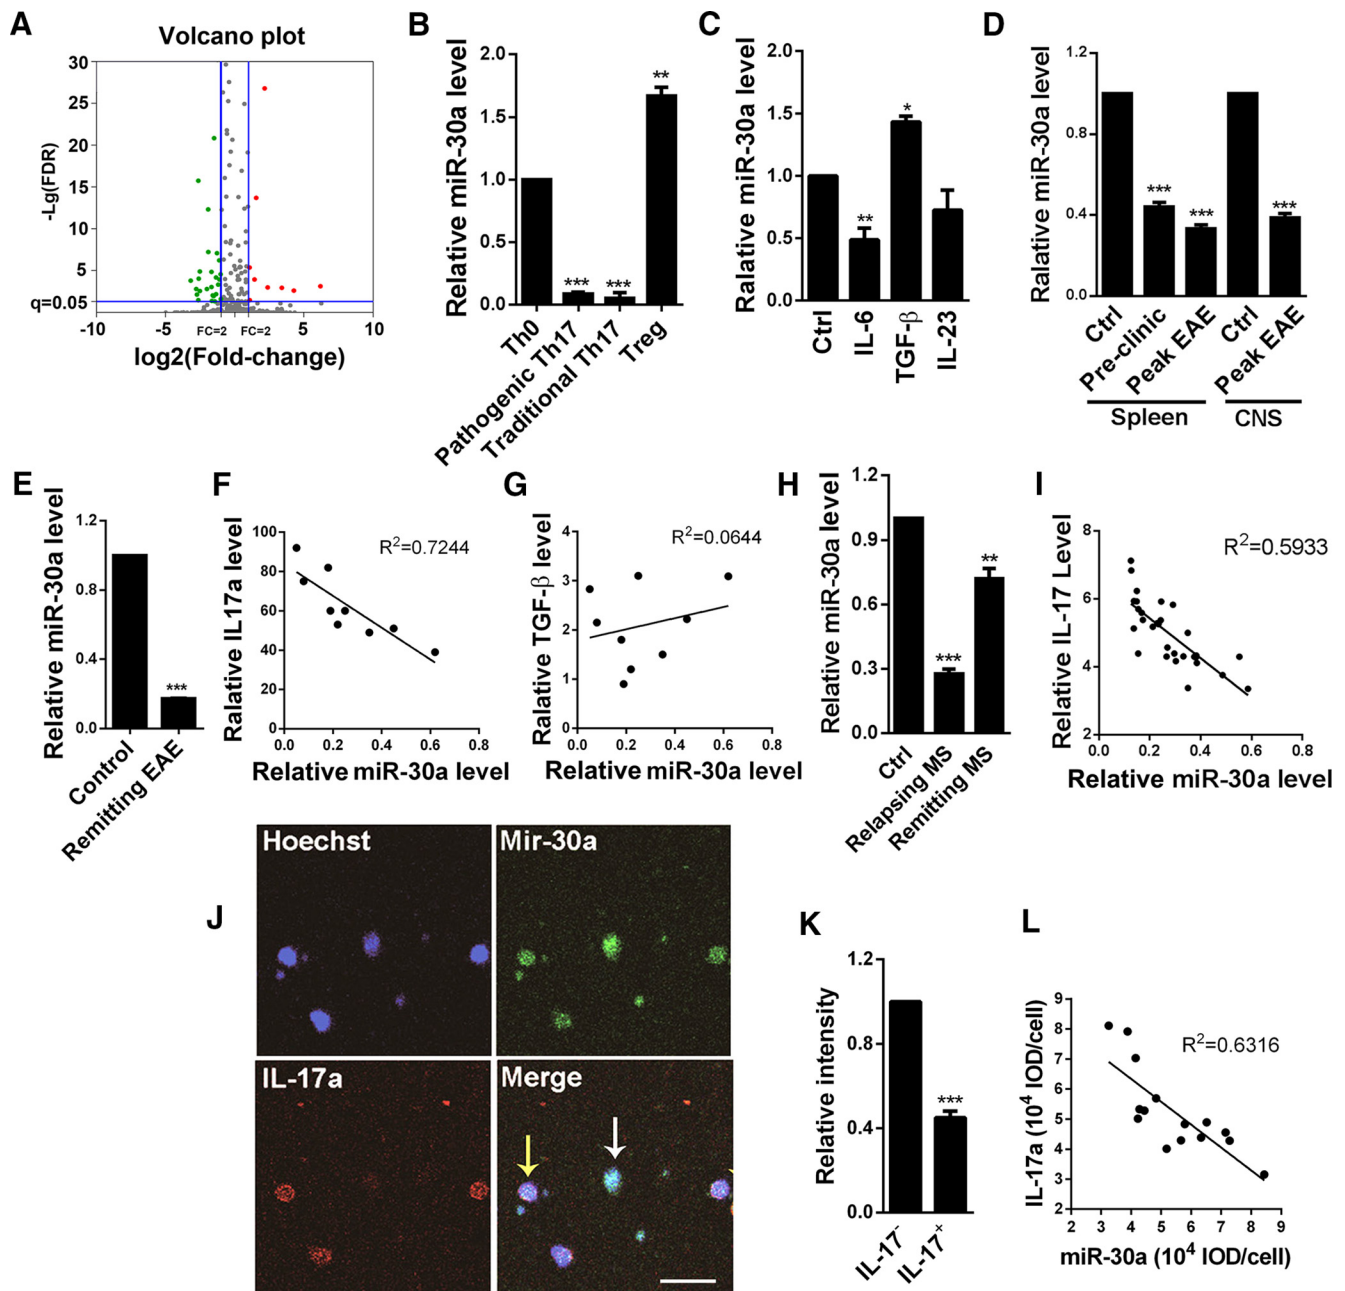 A
Volcano plot
30
25
20
15
10
5
q=0.05
-Lg(FDR)
-10
-5
FC=2
FC=2
5
10
log2(Fold-change)
B
Relative miR-30a level
2.0
1.5
1.0
0.5
0.0
***
***
**
Th0
Pathogenic Th17
Traditional Th17
Treg
C
Relative miR-30a level
2.0
1.5
1.0
0.5
0.0
**
*
Ctrl
IL-6
TGF-β
IL-23
D
Ralative miR-30a level
1.2
0.8
0.4
0.0
***
***
***
Ctrl
Pre-clinic
Peak EAE
Ctrl
Peak EAE
Spleen
CNS
E
Relative miR-30a level
1.2
0.8
0.4
0.0
***
Control
Remitting EAE
F
Ralative IL17a level
100
80
60
40
20
0
R²=0.7244
0.0
0.2
0.4
0.6
0.8
Relative miR-30a level
G
Ralative TGF-β level
4
3
2
1
0
R²=0.0644
0.0
0.2
0.4
0.6
0.8
Relative miR-30a level
H
Ralative miR-30a level
1.2
0.9
0.6
0.3
0.0
***
**
Ctrl
Relapsing MS
Remitting MS
I
Relative IL-17 Level
8
6
4
2
R²=0.5933
0.0
0.2
0.4
0.6
0.8
Relative miR-30a level
J
Hoechst
Mir-30a
IL-17a
Merge
K
Relative intensity
1.2
0.8
0.4
0.0
***
IL-17⁻
IL-17⁺
L
IL-17a (10⁴ IOD/cell)
9
8
7
6
5
4
3
2
R²=0.6316
2
3
4
5
6
7
8
9
miR-30a (10⁴ IOD/cell)